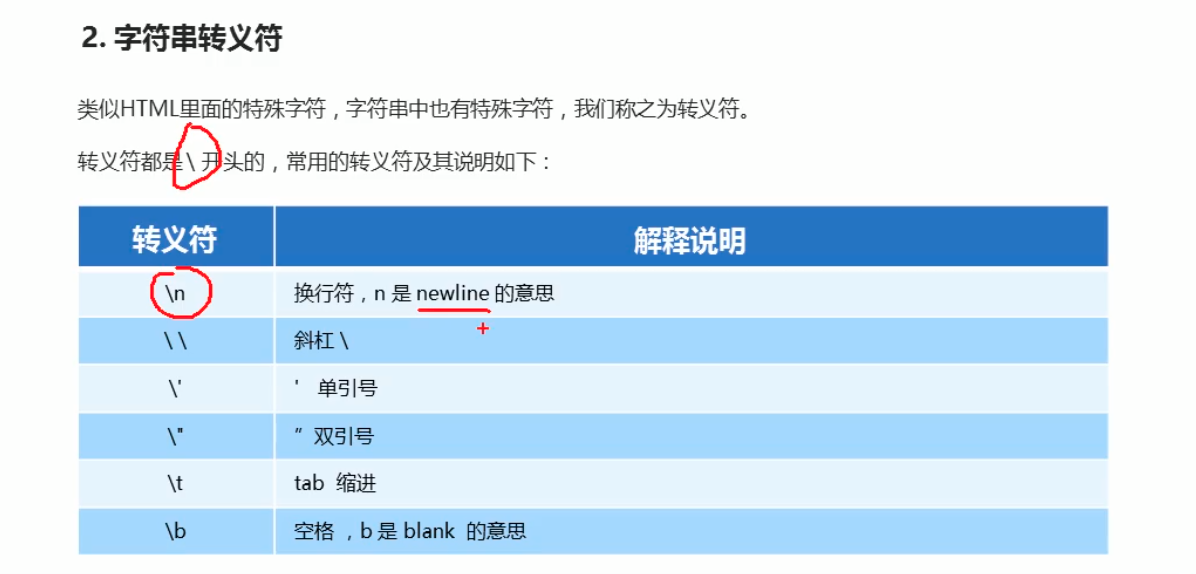 2. 字符串转义符
类似HTML里面的特殊字符，字符串中也有特殊字符，我们称之为转义符。
转义符都是 \ 开头的，常用的转义符及其说明如下：
转义符 解释说明
\n 换行符，n 是 newline 的意思
\ \ 斜杠 \
\' ' 单引号
\" ”双引号
\t tab 缩进
\b 空格 ，b 是 blank 的意思